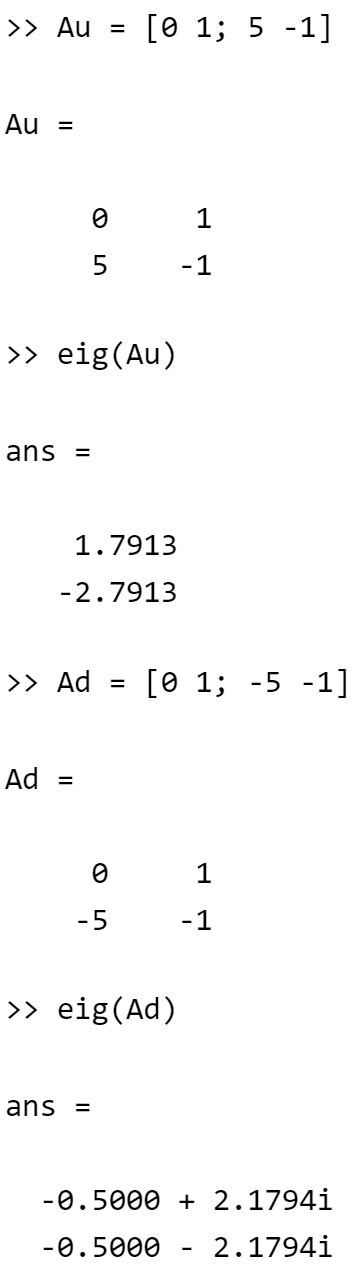 >> Au = [0 1; 5 -1]
Au =
0 1
5 -1
>> eig(Au)
ans =
1.7913
-2.7913
>> Ad = [0 1; -5 -1]
Ad =
0 1
-5 -1
>> eig(Ad)
ans =
-0.5000 + 2.1794i
-0.5000 - 2.1794i